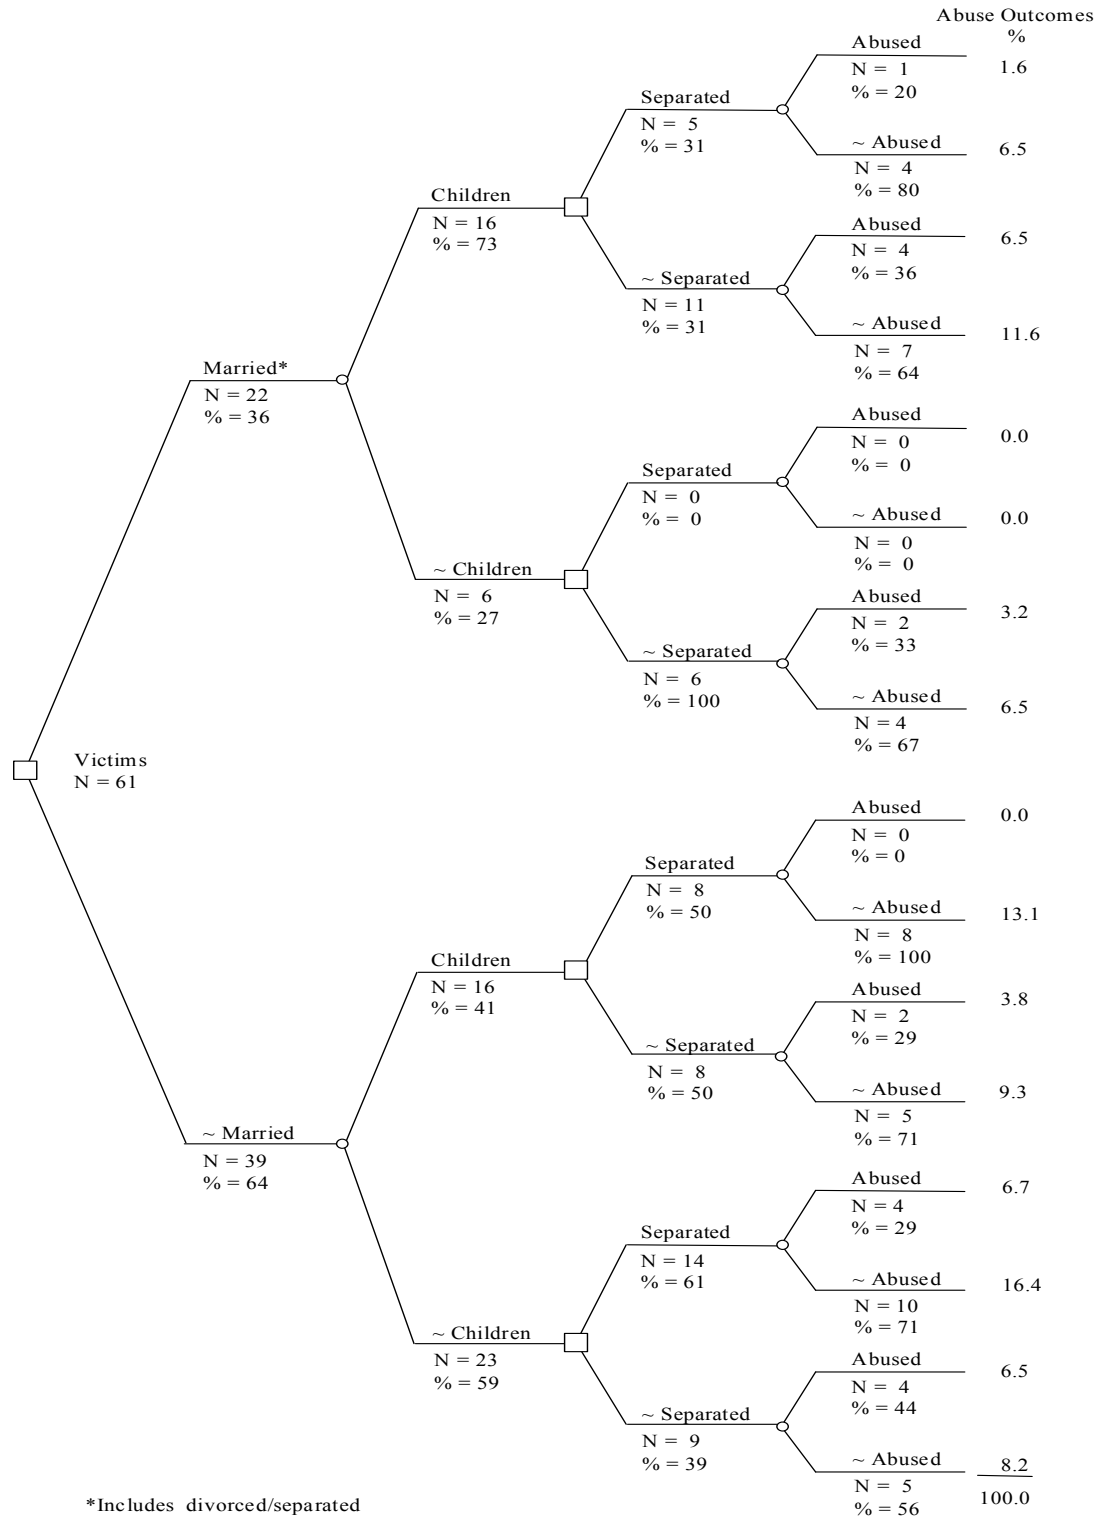 Abuse Outcomes
%
Abused
N = 1
% = 20
1.6
Separated
N = 5
% = 31
~ Abused
N = 4
% = 80
6.5
Children
N = 16
% = 73
Abused
N = 4
% = 36
6.5
~ Separated
N = 11
% = 31
~ Abused
N = 7
% = 64
11.6
Married*
N = 22
% = 36
Abused
N = 0
% = 0
0.0
Separated
N = 0
% = 0
~ Abused
N = 0
% = 0
0.0
~ Children
N = 6
% = 27
Abused
N = 2
% = 33
3.2
~ Separated
N = 6
% = 100
~ Abused
N = 4
% = 67
6.5
Victims
N = 61
Abused
N = 0
% = 0
0.0
Separated
N = 8
% = 50
~ Abused
N = 8
% = 100
13.1
Children
N = 16
% = 41
Abused
N = 2
% = 29
3.8
~ Separated
N = 8
% = 50
~ Abused
N = 5
% = 71
9.3
~ Married
N = 39
% = 64
Abused
N = 4
% = 29
6.7
Separated
N = 14
% = 61
~ Abused
N = 10
% = 71
16.4
~ Children
N = 23
% = 59
Abused
N = 4
% = 44
6.5
~ Separated
N = 9
% = 39
~ Abused
N = 5
% = 56
8.2
100.0
*Includes divorced/separated